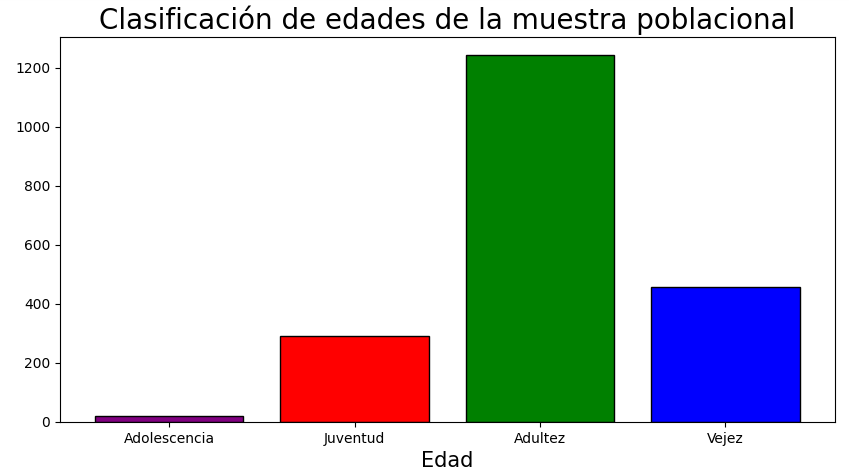 Clasificación de edades de la muestra poblacional
1200
1000
800
600
400
200
0
Adolescencia Juventud Adultez Vejez
Edad